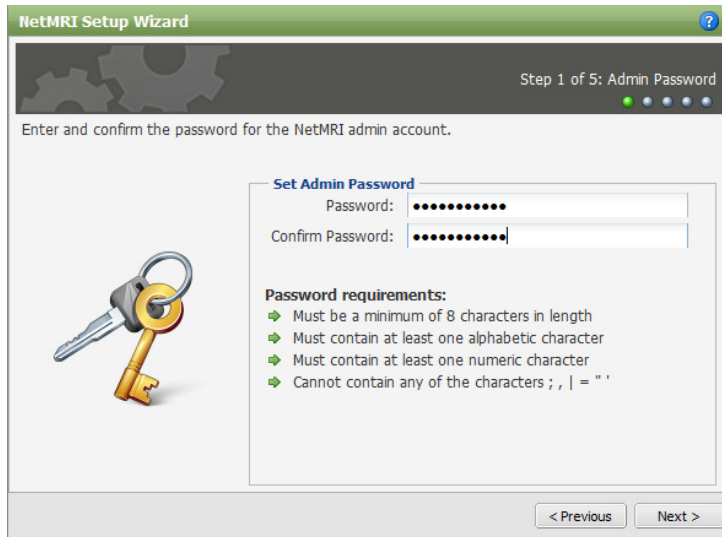 NetMRI Setup Wizard
?
Step 1 of 5: Admin Password
Enter and confirm the password for the NetMRI admin account.
Set Admin Password
Password: ●●●●●●●●●●●
Confirm Password: ●●●●●●●●●●●
Password requirements:
Must be a minimum of 8 characters in length
Must contain at least one alphabetic character
Must contain at least one numeric character
Cannot contain any of the characters ; , | = " '
< Previous
Next >